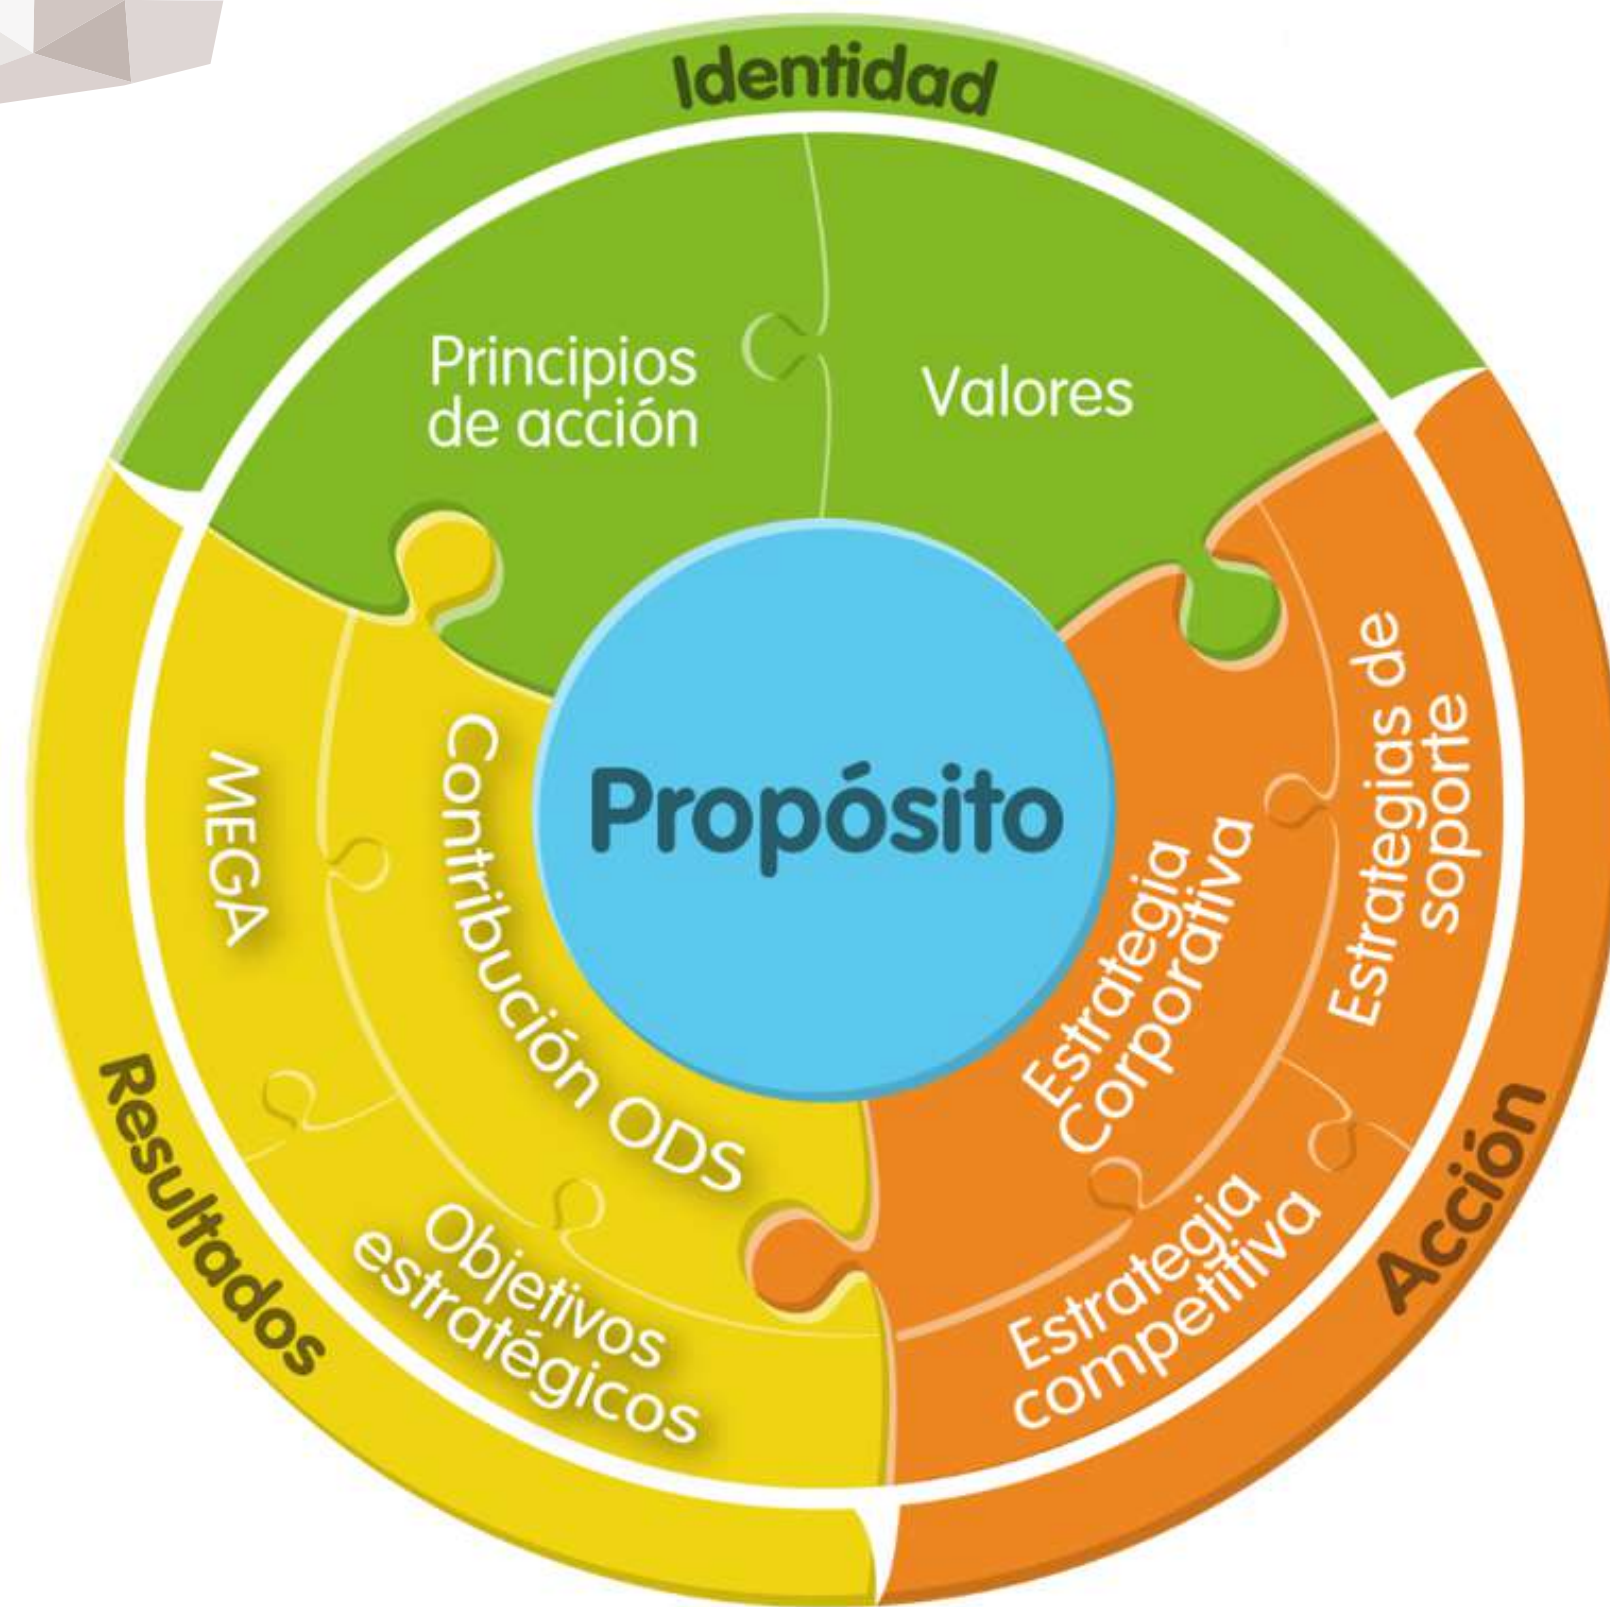 Identidad
Principios
de acción
Valores
Propósito
MEGA
Contribución ODS
Objetivos
estratégicos
Resultados
Estrategia
Corporativa
Estrategias de
soporte
Estrategia
competitiva
Acción